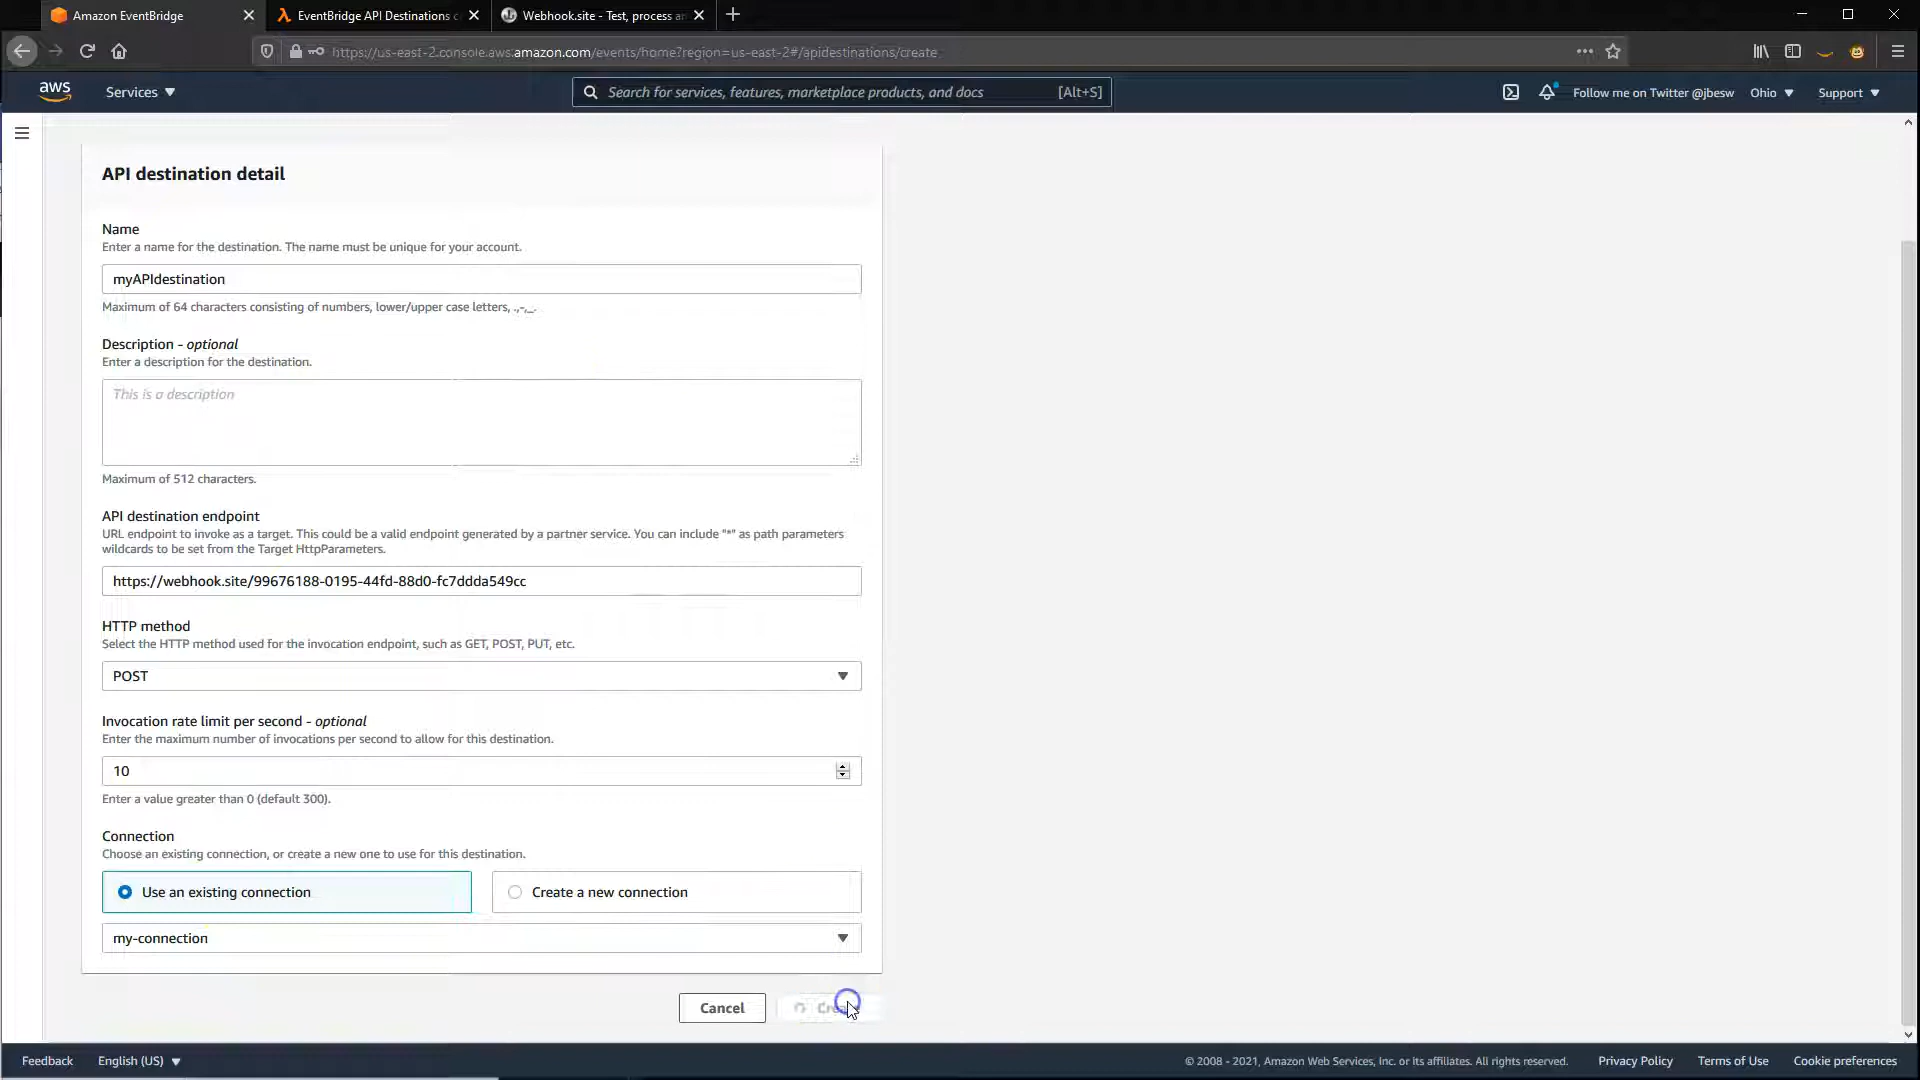 Amazon EventBridge
EventBridge API Destinations c
Webhook.site - Test, process a
https://us-east-2.console.aws.amazon.com/events/home?region=us-east-2#/apidestinations/create
aws
Services
Search for services, features, marketplace products, and docs
[Alt+S]
Follow me on Twitter @jbesw
Ohio
Support
API destination detail
Name
Enter a name for the destination. The name must be unique for your account.
myAPIdestination
Maximum of 64 characters consisting of numbers, lower/upper case letters, .,-,_.
Description - optional
Enter a description for the destination.
This is a description
Maximum of 512 characters.
API destination endpoint
URL endpoint to invoke as a target. This could be a valid endpoint generated by a partner service. You can include "*" as path parameters
wildcards to be set from the Target HttpParameters.
https://webhook.site/99676188-0195-44fd-88d0-fc7ddda549cc
HTTP method
Select the HTTP method used for the invocation endpoint, such as GET, POST, PUT, etc.
POST
Invocation rate limit per second - optional
Enter the maximum number of invocations per second to allow for this destination.
10
Enter a value greater than 0 (default 300).
Connection
Choose an existing connection, or create a new one to use for this destination.
Use an existing connection
Create a new connection
my-connection
Cancel
Feedback
English (US)
© 2008 - 2021, Amazon Web Services, Inc. or its affiliates. All rights reserved.
Privacy Policy
Terms of Use
Cookie preferences